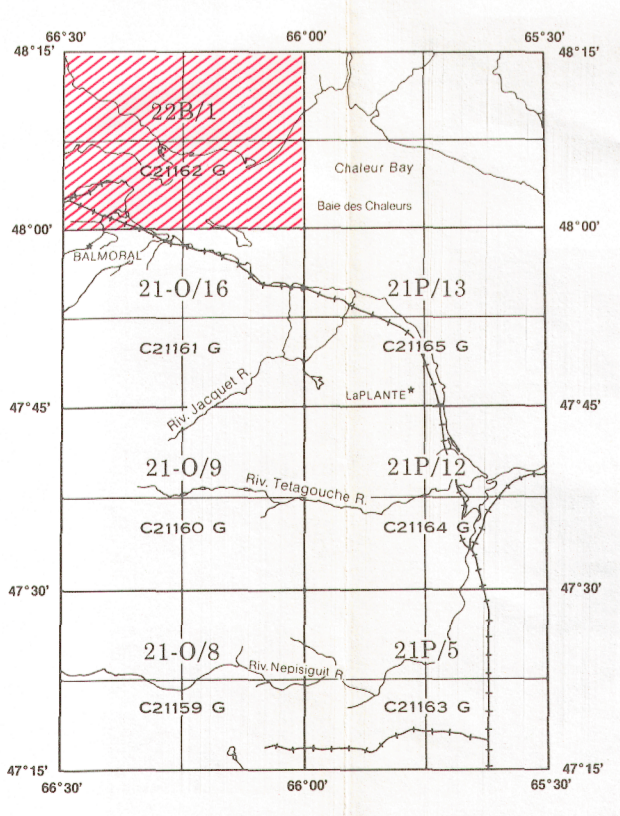 66°30' 66°00' 65°30'
48°15' 48°15'
22B/1
C21162 G
Chaleur Bay
Baie des Chaleurs
48°00' 48°00'
BALMORAL
21-O/16 21P/13
C21161 G C21165 G
Riv. Jacquet R.
LaPLANTE
47°45' 47°45'
21-O/9 21P/12
Riv. Tetagouche R.
C21160 G C21164 G
47°30' 47°30'
21-O/8 21P/5
Riv. Nepisiguit R
C21159 G C21163 G
47°15' 47°15'
66°30' 66°00' 65°30'